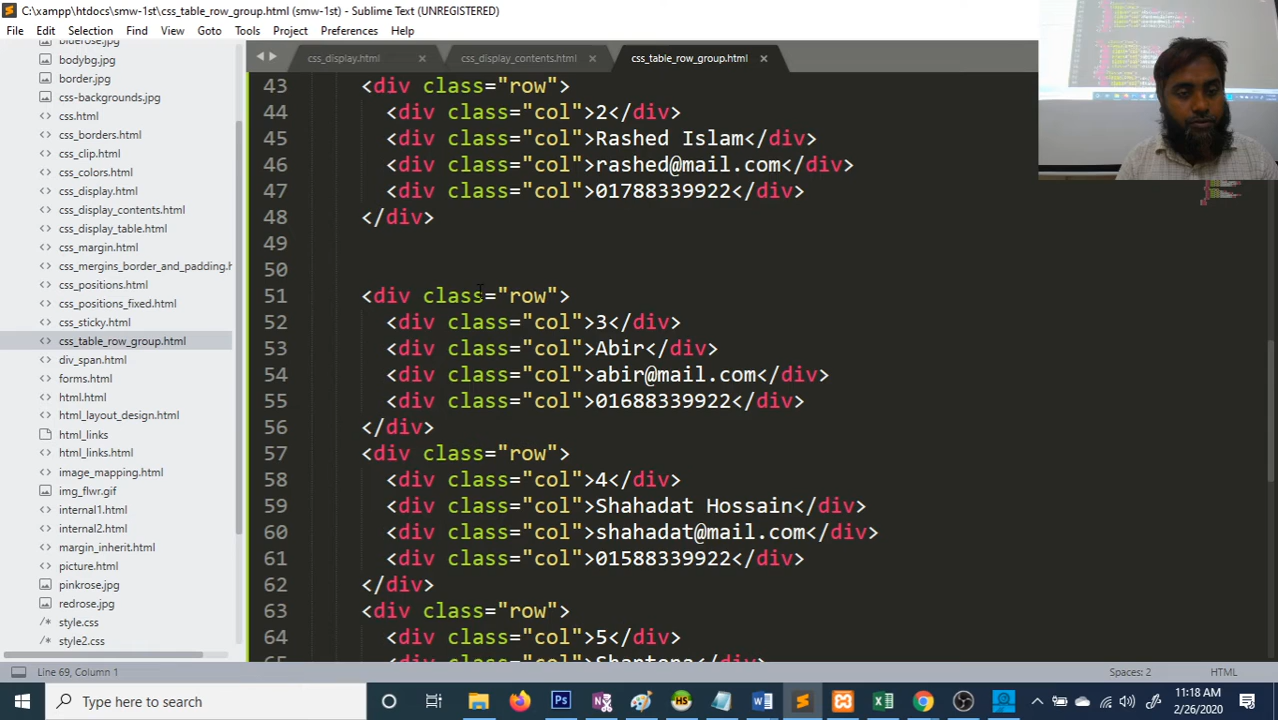 C:\xampp\htdocs\smw-1st\css_table_row_group.html (smw-1st) - Sublime Text (UNREGISTERED)
File Edit Selection Find View Goto Tools Project Preferences Help
css_display.html css_display_contents.html css_table_row_group.html
bluerose.jpg
bodybg.jpg
border.jpg
css-backgrounds.jpg
css.html
css_borders.html
css_clip.html
css_colors.html
css_display.html
css_display_contents.html
css_display_table.html
css_margin.html
css_mergins_border_and_padding.h
css_positions.html
css_positions_fixed.html
css_sticky.html
css_table_row_group.html
div_span.html
forms.html
html.html
html_layout_design.html
html_links
html_links.html
image_mapping.html
img_flwr.gif
internal1.html
internal2.html
margin_inherit.html
picture.html
pinkrose.jpg
redrose.jpg
style.css
style2.css
43 <div class="row">
44 <div class="col">2</div>
45 <div class="col">Rashed Islam</div>
46 <div class="col">rashed@mail.com</div>
47 <div class="col">01788339922</div>
48 </div>
49
50
51 <div class="row">
52 <div class="col">3</div>
53 <div class="col">Abir</div>
54 <div class="col">abir@mail.com</div>
55 <div class="col">01688339922</div>
56 </div>
57 <div class="row">
58 <div class="col">4</div>
59 <div class="col">Shahadat Hossain</div>
60 <div class="col">shahadat@mail.com</div>
61 <div class="col">01588339922</div>
62 </div>
63 <div class="row">
64 <div class="col">5</div>
65 <div class="col"></div>
Line 69, Column 1 Spaces: 2 HTML
Type here to search
11:18 AM
2/26/2020